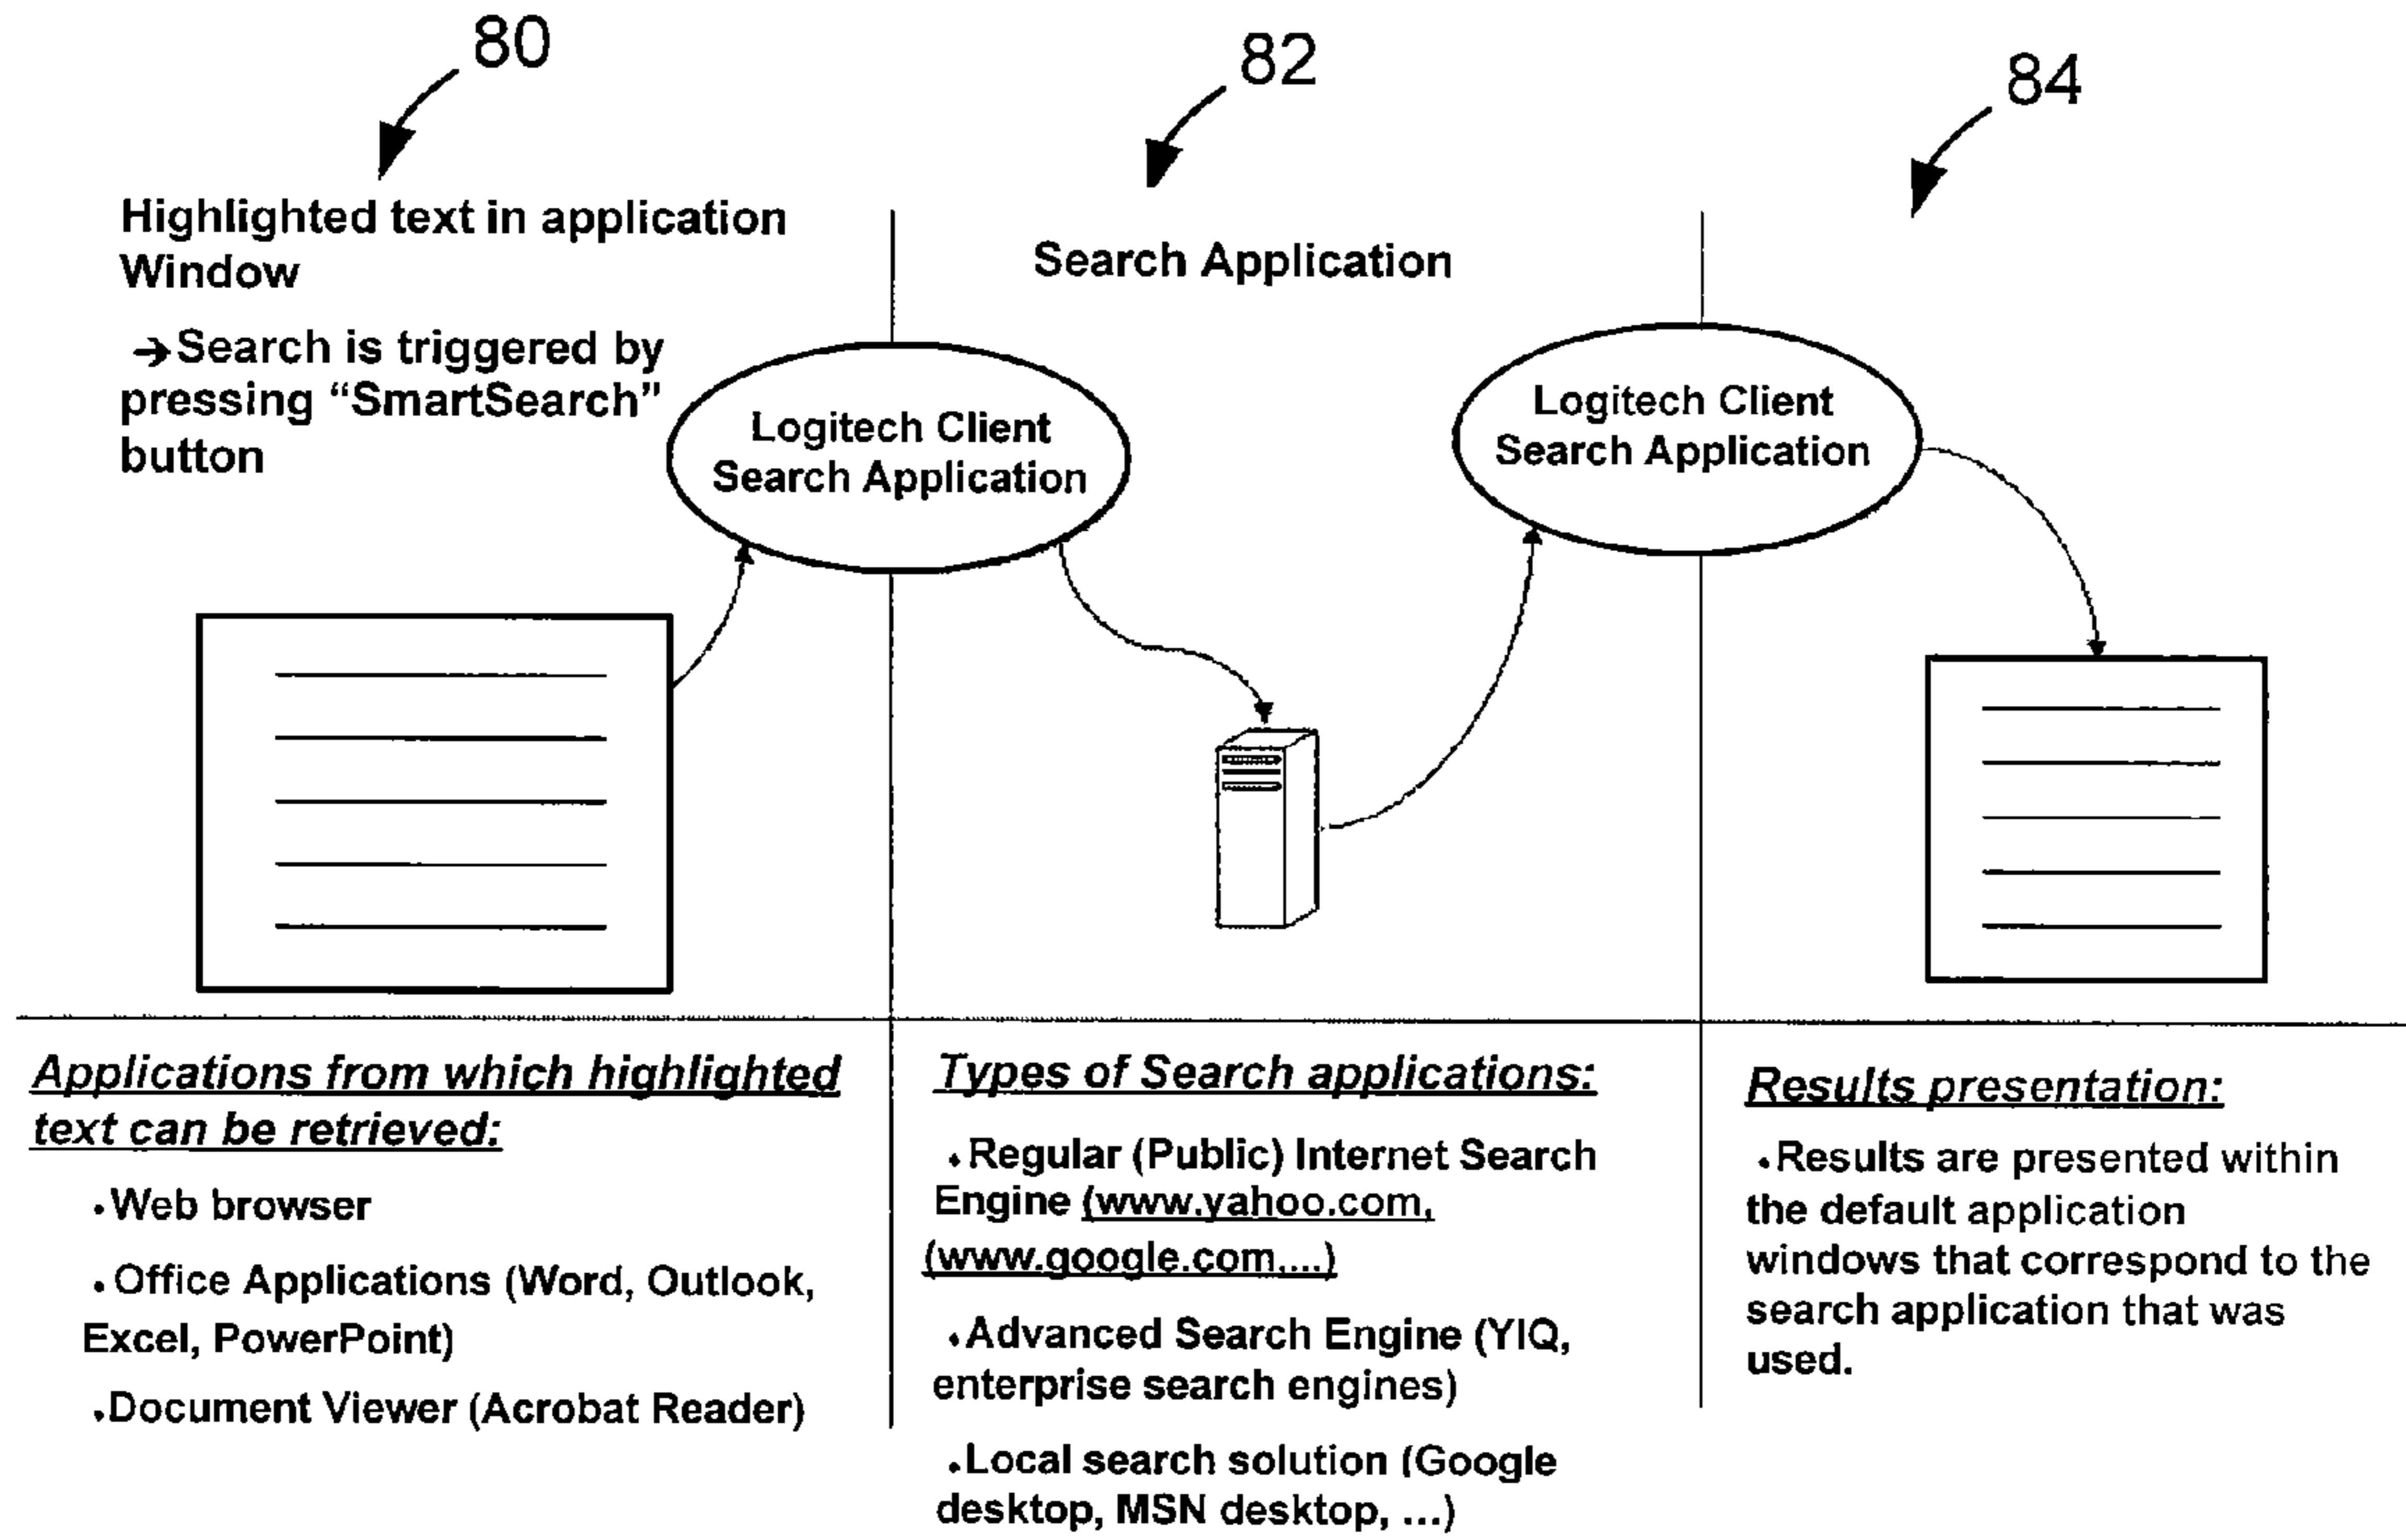 80
82
84
Highlighted text in application
Window
→Search is triggered by
pressing “SmartSearch”
button
Search Application
Logitech Client
Search Application
Logitech Client
Search Application
Applications from which highlighted
text can be retrieved:
•Web browser
•Office Applications (Word, Outlook,
Excel, PowerPoint)
•Document Viewer (Acrobat Reader)
Types of Search applications:
•Regular (Public) Internet Search
Engine (www.yahoo.com,
(www.google.com,...)
•Advanced Search Engine (YIQ,
enterprise search engines)
•Local search solution (Google
desktop, MSN desktop, ...)
Results presentation:
•Results are presented within
the default application
windows that correspond to the
search application that was
used.